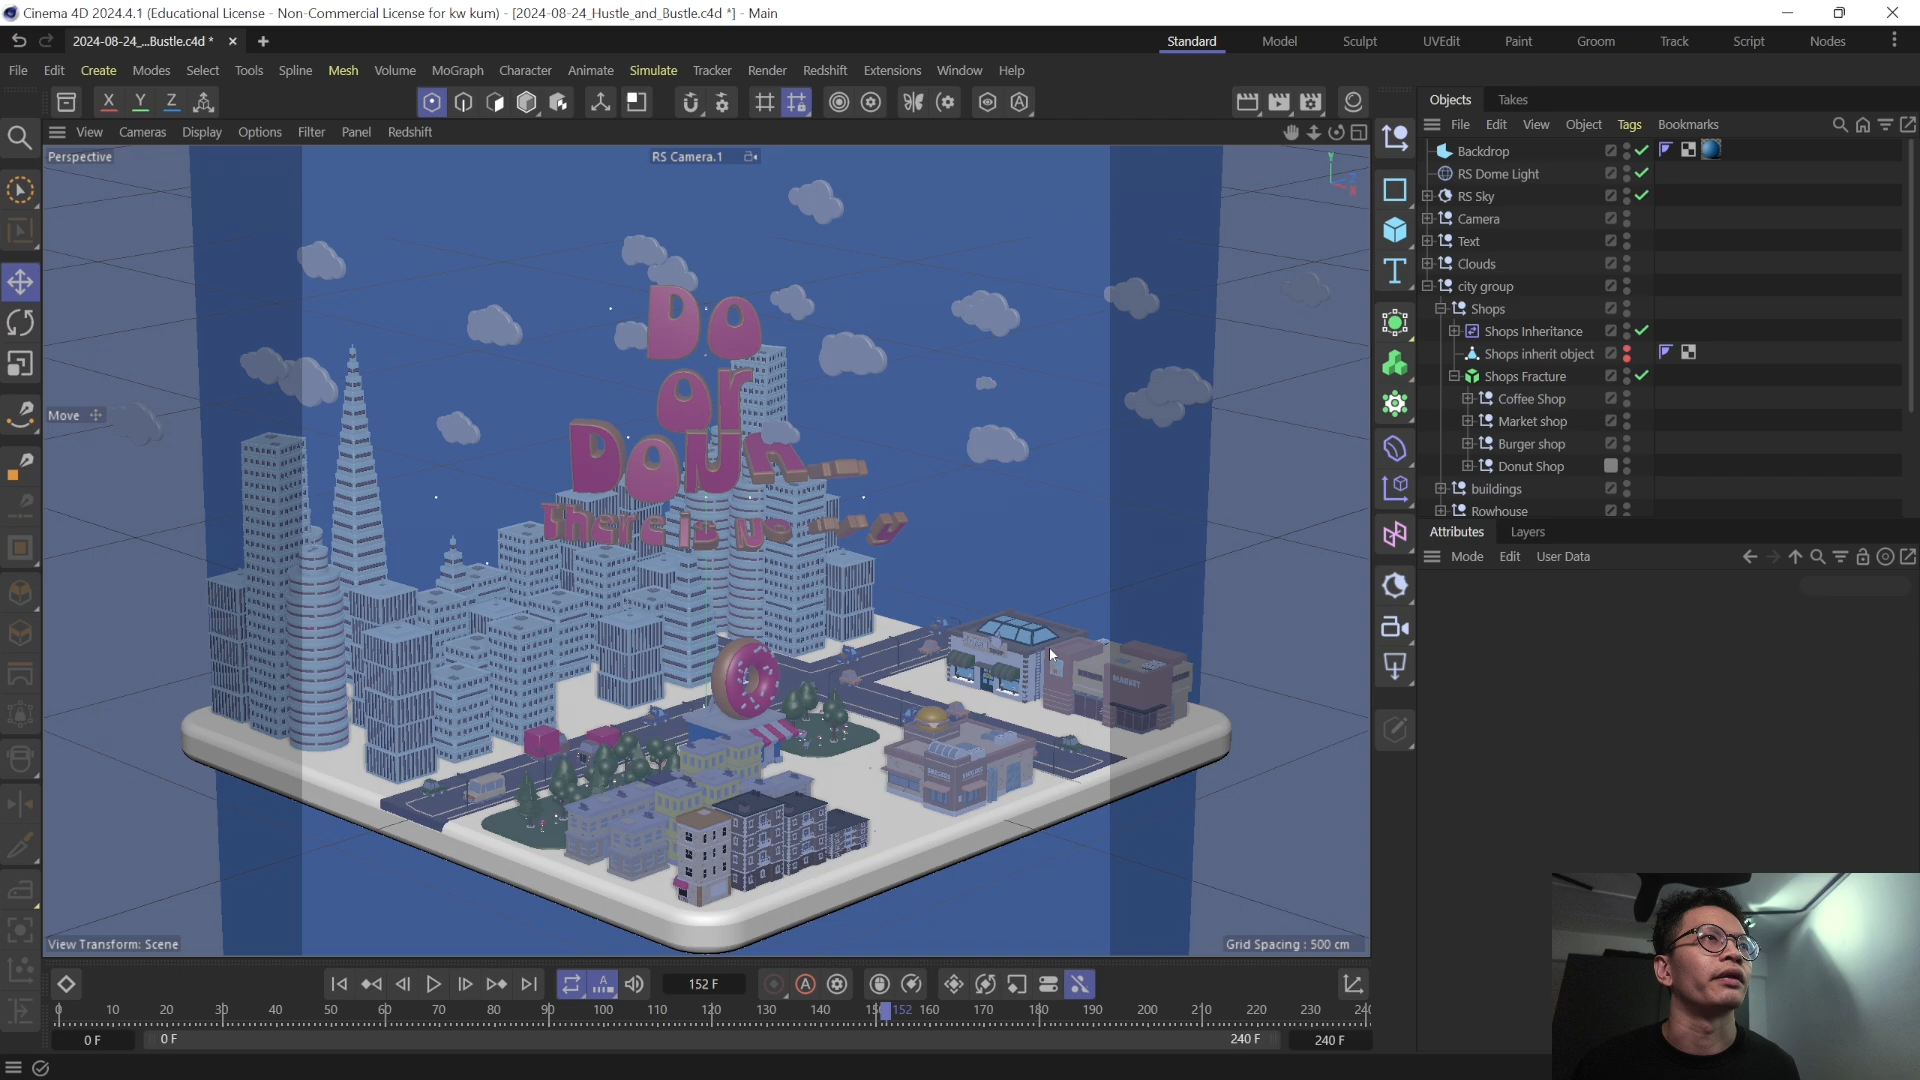 Cinema 4D 2024.4.1 (Educational License - Non-Commercial License for kw kum) - [2024-08-24_Hustle_and_Bustle.c4d *] - Main
2024-08-24_...Bustle.c4d *
Standard Model Sculpt UVEdit Paint Groom Track Script Nodes
File Edit Create Modes Select Tools Spline Mesh Volume MoGraph Character Animate Simulate Tracker Render Redshift Extensions Window Help
X Y Z
Objects Takes
View Cameras Display Options Filter Panel Redshift
File Edit View Object Tags Bookmarks
Perspective
RS Camera.1
Y
Z
X
Backdrop
RS Dome Light
RS Sky
Camera
Text
Clouds
city group
Shops
Shops Inheritance
Shops inherit object
Shops Fracture
Coffee Shop
Market shop
Burger shop
Donut Shop
buildings
Rowhouse
Move
Do
or
Attributes Layers
Mode Edit User Data
There
MARKET
View Transform: Scene
Grid Spacing : 500 cm
152 F
0 10 20 30 40 50 60 70 80 90 100 110 120 130 140 152 160 170 180 190 200 210 220 230
0 F 0 F 240 F 240 F